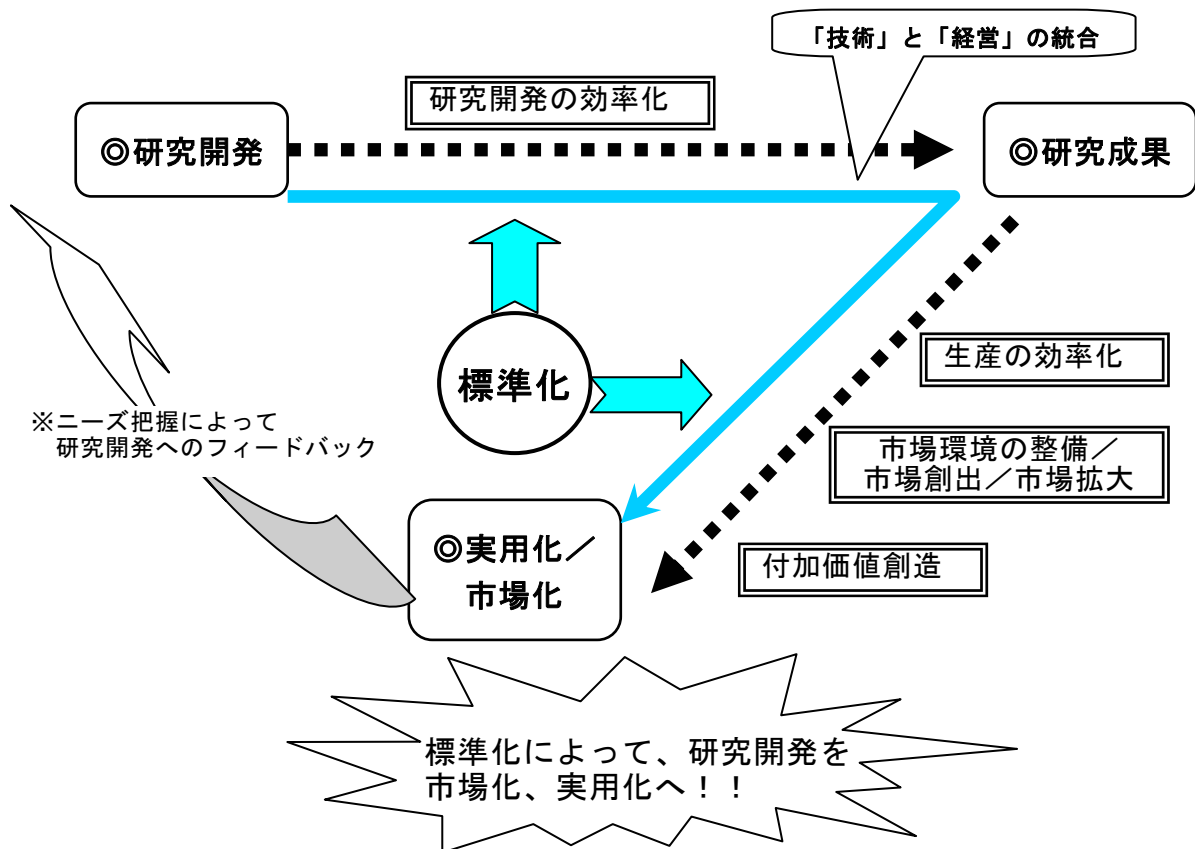 「技術」と「経営」の統合
研究開発の効率化
◎研究開発
◎研究成果
標準化
生産の効率化
※ニーズ把握によって
研究開発へのフィードバック
市場環境の整備／
市場創出／市場拡大
◎実用化／
市場化
付加価値創造
標準化によって、研究開発を
市場化、実用化へ！！